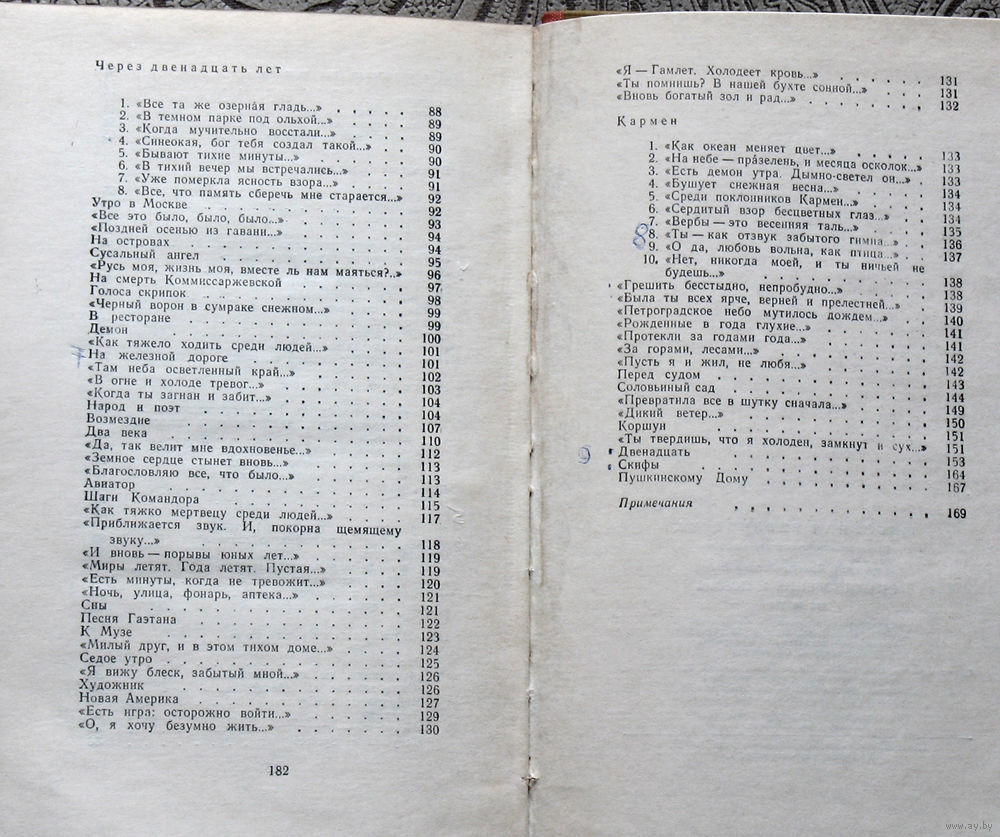 Через двенадцать лет
1. «Все та же озерная гладь...» . . . . 88
2. «В темном парке под ольхой...» . . . . 89
3. «Когда мучительно восстали...» . . . . 89
4. «Синеокая, бог тебя создал такой...» . . . 90
5. «Бывают тихие минуты...» . . . . . 90
6. «В тихий вечер мы встречались...» . . . 91
7. «Уже померкла ясность взора...» . . . . 91
8. «Все, что память сберечь мне старается...» . . 92
Утро в Москве . . . . . . . . 92
«Все это было, было, было...» . . . . . 93
«Поздней осенью из гавани...» . . . . . 94
На островах . . . . . . . . 94
Сусальный ангел . . . . . . . 95
«Русь моя, жизнь моя, вместе ль нам маяться?..» 96
На смерть Коммиссаржевской . . . . . 97
Голоса скрипок . . . . . . . . 98
«Черный ворон в сумраке снежном...» . . . . 99
В ресторане . . . . . . . . 99
Демон . . . . . . . . . 100
«Как тяжело ходить среди людей...» . . . . 101
7
На железной дороге . . . . . . 101
«Там неба осветленный край...» . . . . . 102
«В огне и холоде тревог...» . . . . . . 103
«Когда ты загнан и забит...» . . . . . . 104
Народ и поэт . . . . . . . . 104
Возмездие . . . . . . . . . 107
Два века . . . . . . . . . 110
«Да, так велит мне вдохновенье...» . . . . 112
«Земное сердце стынет вновь...» . . . . . 113
«Благословляю все, что было...» . . . . . 113
Авиатор . . . . . . . . . 114
Шаги Командора . . . . . . . 115
«Как тяжко мертвецу среди людей...» . . . . 117
«Приближается звук. И, покорна щемящему
звуку...» . . . . . . . . 118
«И вновь — порывы юных лет...» . . . . . 119
«Миры летят. Года летят. Пустая...» . . . . 119
«Есть минуты, когда не тревожит...» . . . . 120
«Ночь, улица, фонарь, аптека...» . . . . . 121
Сны . . . . . . . . . . 121
Песня Гаэтана . . . . . . . . 122
К Музе . . . . . . . . . 123
«Милый друг, и в этом тихом доме...» . . . . 124
Седое утро . . . . . . . . . 125
«Я вижу блеск, забытый мной...» . . . . . 126
Художник . . . . . . . . . 126
Новая Америка . . . . . . . . 127
«Есть игра: осторожно войти...» . . . . . 129
«О, я хочу безумно жить...» . . . . . . 130
182
«Я — Гамлет. Холодеет кровь...» . . . . . 131
«Ты помнишь? В нашей бухте сонной...» . . . 131
«Вновь богатый зол и рад...» . . . . . . 132
Кармен
1. «Как океан меняет цвет...» . . . . . 133
2. «На небе — прáзелень, и месяца осколок...» . 133
3. «Есть демон утра. Дымно-светел он...» . . 133
4. «Бушует снежная весна...» . . . . . 134
5. «Среди поклонников Кармен...» . . . . 134
6. «Сердитый взор бесцветных глаз...» . . . 134
7. «Вербы — это весенняя таль...» . . . . 135
8
8. «Ты — как отзвук забытого гимна...» . . . 136
9. «О да, любовь вольна, как птица...» . . . 137
10. «Нет, никогда моей, и ты ничьей не
будешь...» . . . . . . . . 138
«Грешить бесстыдно, непробудно...» . . . . 138
«Была ты всех ярче, верней и прелестней...» . . 139
«Петроградское небо мутилось дождем...» . . . 140
«Рожденные в года глухие...» . . . . . . 141
«Протекли за годами года...» . . . . . . 141
«За горами, лесами...» . . . . . . . 142
«Пусть я и жил, не любя...» . . . . . . 142
Перед судом . . . . . . . . 143
Соловьиный сад . . . . . . . . 144
«Превратила все в шутку сначала...» . . . . 149
«Дикий ветер...» . . . . . . . . 150
Коршун . . . . . . . . . 151
«Ты твердишь, что я холоден, замкнут и сух...» 151
9
Двенадцать . . . . . . . . . 153
Скифы . . . . . . . . . 164
Пушкинскому Дому . . . . . . . 167
Примечания . . . . . . . . . 169
www.ay.by